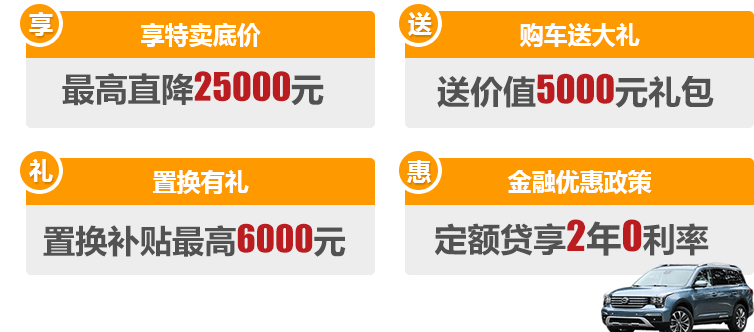 享
享特卖底价
最高直降25000元
送
购车送大礼
送价值5000元礼包
礼
置换有礼
置换补贴最高6000元
惠
金融优惠政策
定额贷享2年0利率